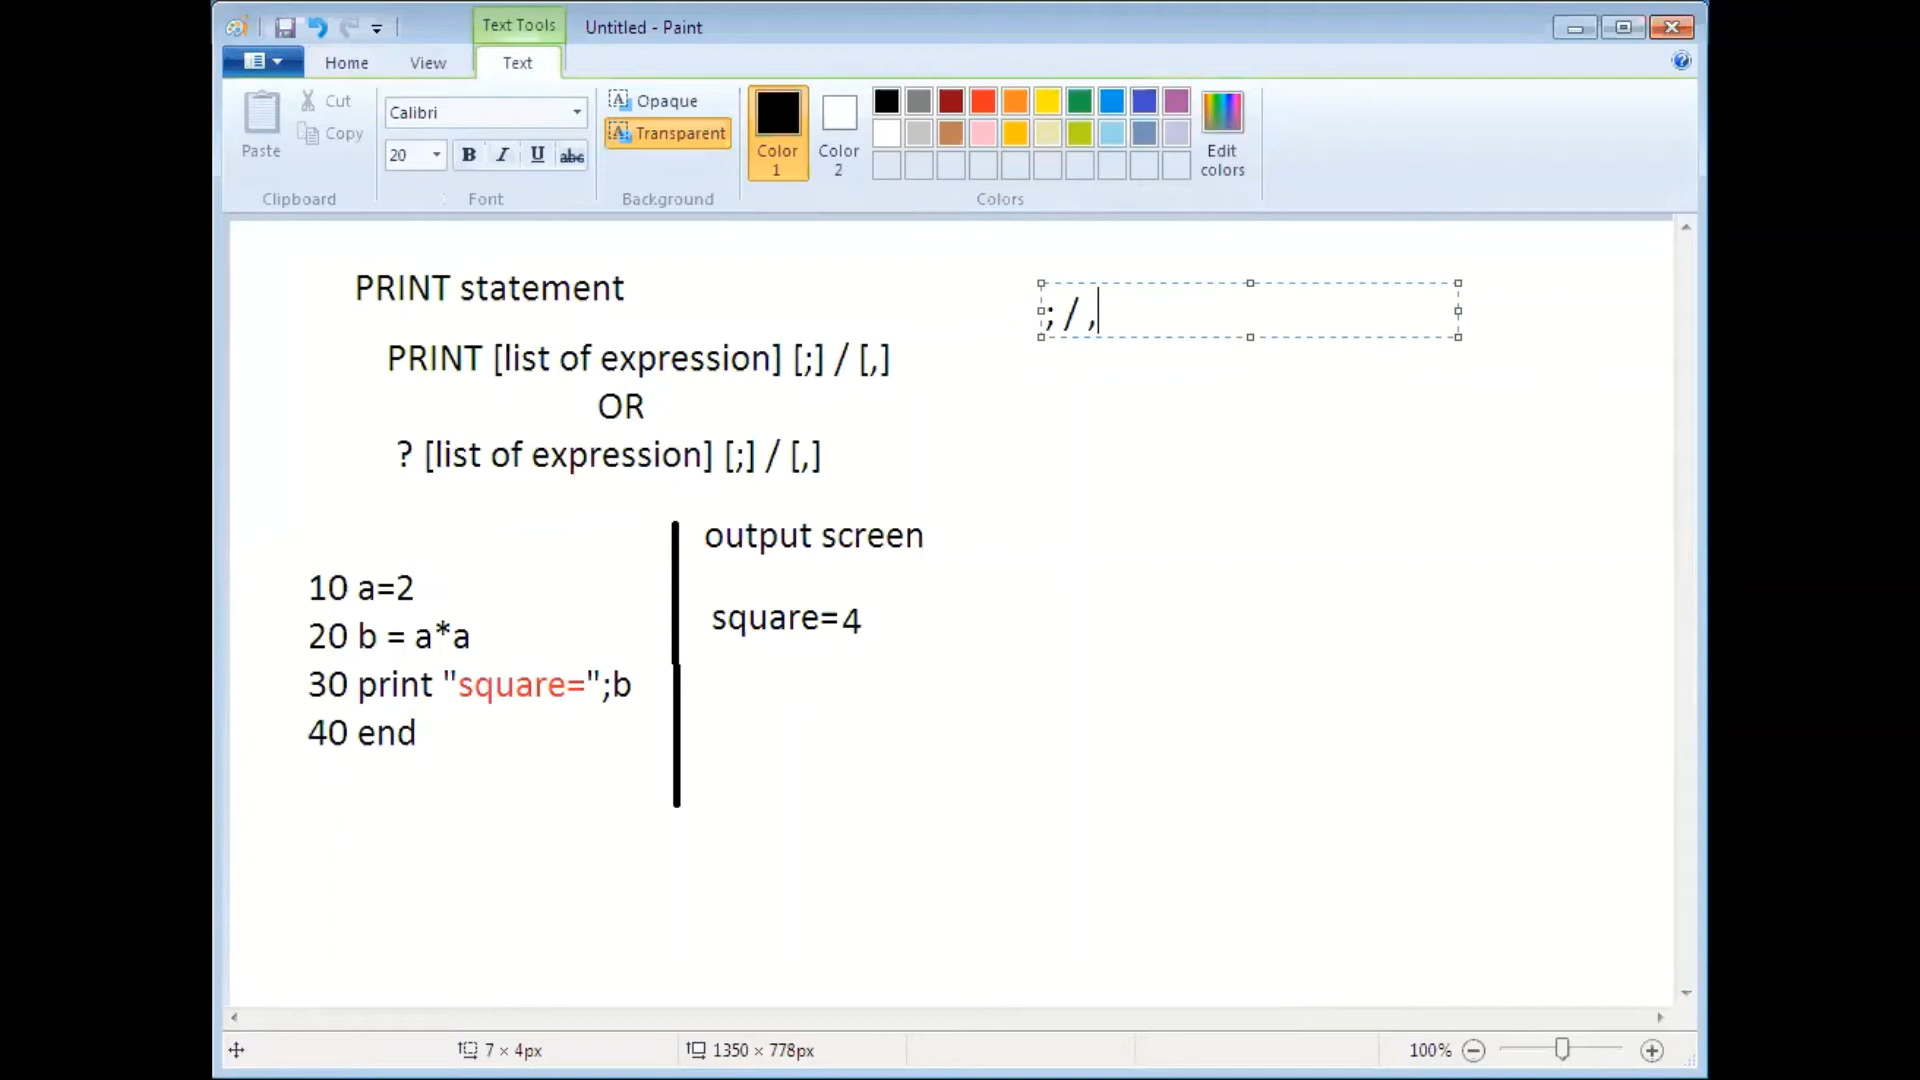 Text Tools
Untitled - Paint
Home
View
Text
Paste
Cut
Copy
Clipboard
Calibri
20
B I U abc
Font
Opaque
Transparent
Background
Color 1
Color 2
Edit colors
Colors
PRINT statement
; / ,
PRINT [list of expression] [;] / [,]
OR
? [list of expression] [;] / [,]
output screen
10 a=2
square=4
20 b = a*a
30 print "square=";b
40 end
7 × 4px
1350 × 778px
100%